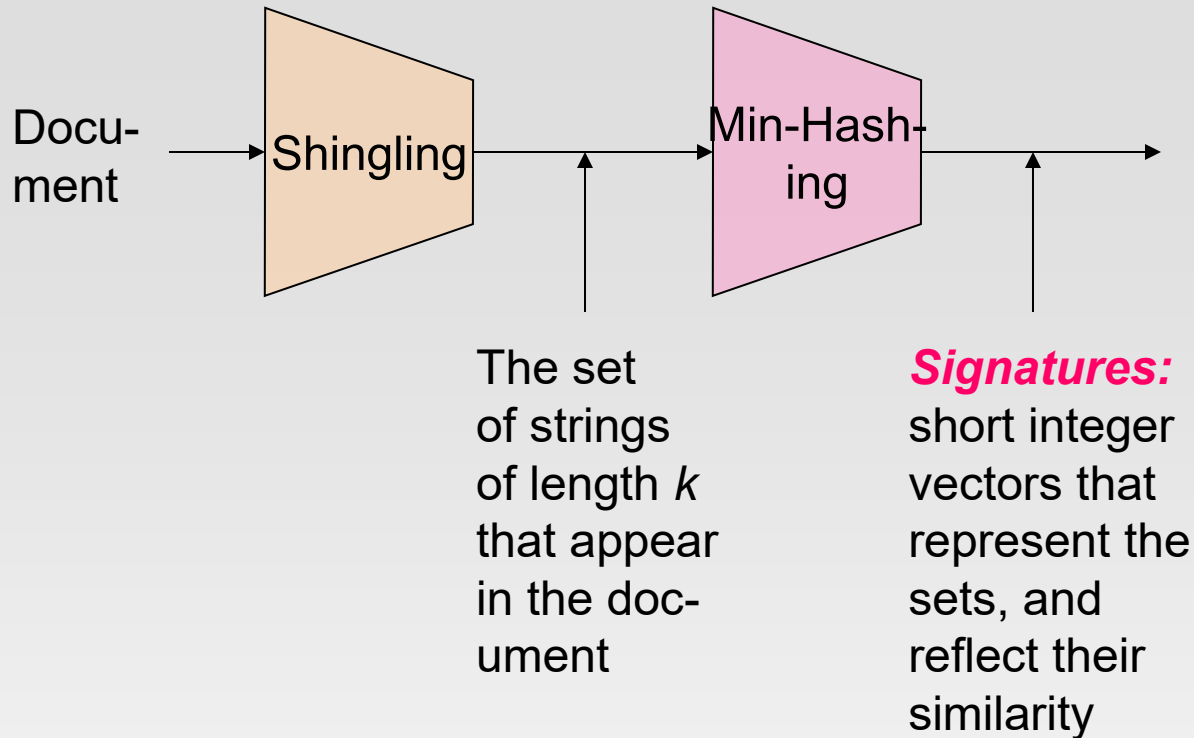 Docu-
ment
Shingling
Min-Hash-
ing
The set
of strings
of length k
that appear
in the doc-
ument
Signatures:
short integer
vectors that
represent the
sets, and
reflect their
similarity